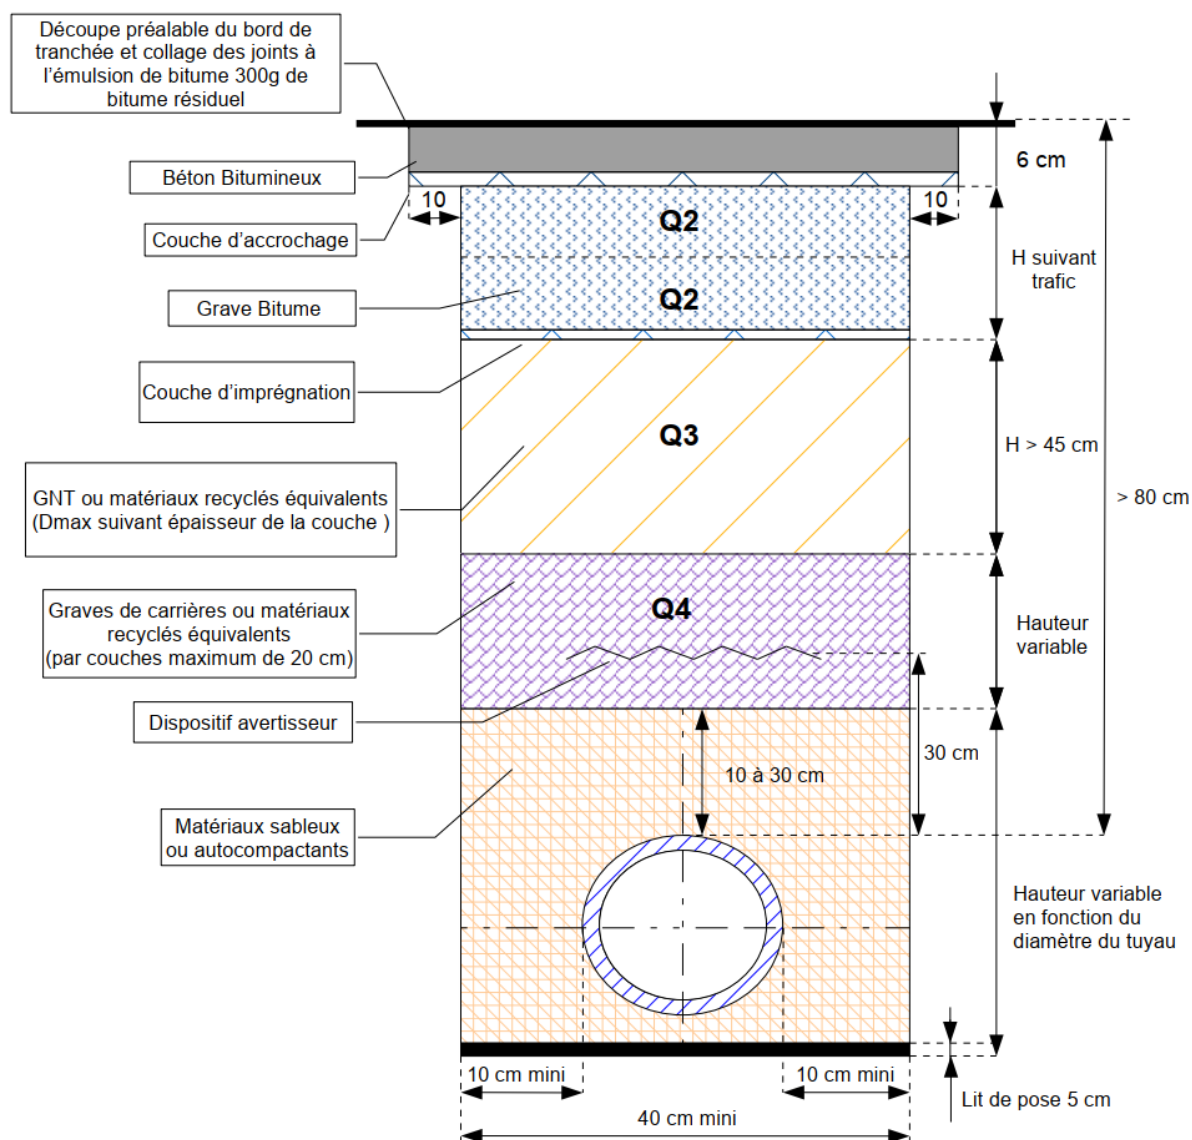 Découpe préalable du bord de
tranchée et collage des joints à
l'émulsion de bitume 300g de
bitume résiduel
6 cm
Béton Bitumineux
10
10
Couche d'accrochage
Q2
H suivant
trafic
Grave Bitume
Q2
Couche d'imprégnation
Q3
H > 45 cm
GNT ou matériaux recyclés équivalents
(Dmax suivant épaisseur de la couche )
> 80 cm
Graves de carrières ou matériaux
recyclés équivalents
(par couches maximum de 20 cm)
Q4
Hauteur
variable
Dispositif avertisseur
30 cm
10 à 30 cm
Matériaux sableux
ou autocompactants
Hauteur variable
en fonction du
diamètre du tuyau
10 cm mini
10 cm mini
Lit de pose 5 cm
40 cm mini